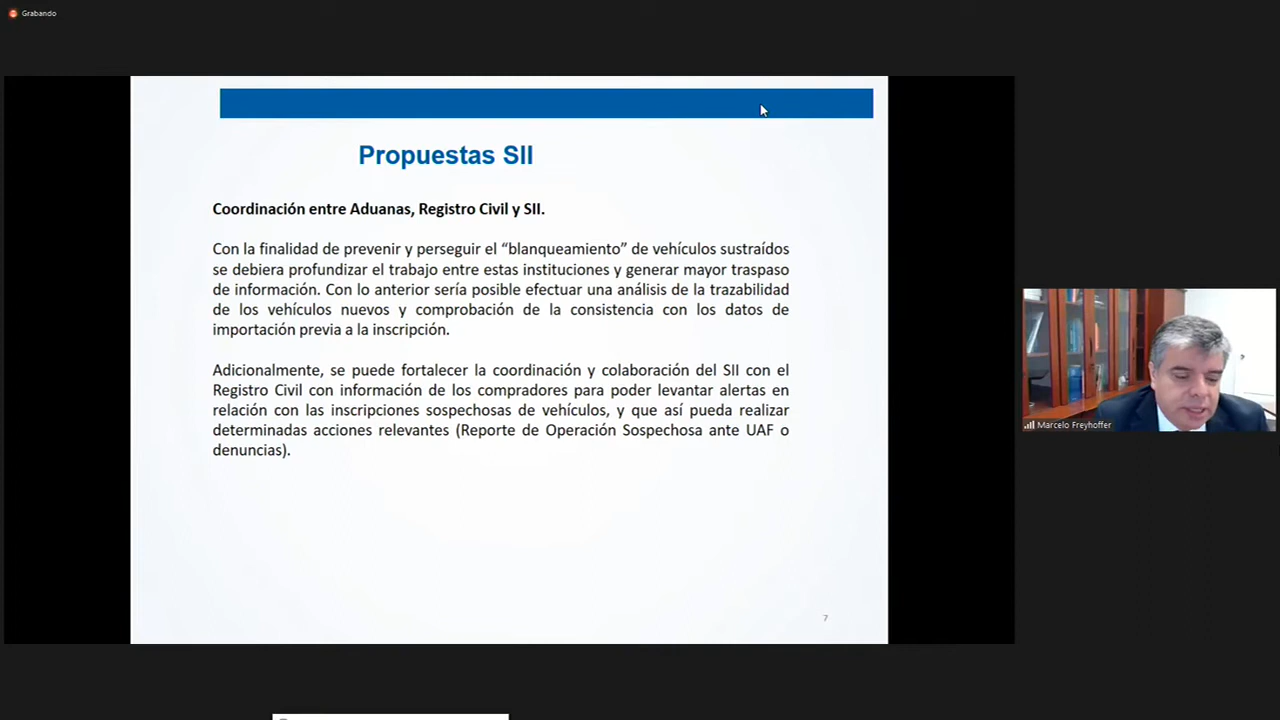 Grabando
Propuestas SII
Coordinación entre Aduanas, Registro Civil y SII.
Con la finalidad de prevenir y perseguir el “blanqueamiento” de vehículos sustraídos
se debiera profundizar el trabajo entre estas instituciones y generar mayor traspaso
de información. Con lo anterior sería posible efectuar una análisis de la trazabilidad
de los vehículos nuevos y comprobación de la consistencia con los datos de
importación previa a la inscripción.
Adicionalmente, se puede fortalecer la coordinación y colaboración del SII con el
Registro Civil con información de los compradores para poder levantar alertas en
relación con las inscripciones sospechosas de vehículos, y que así pueda realizar
determinadas acciones relevantes (Reporte de Operación Sospechosa ante UAF o
denuncias).
7
Marcelo Freyhoffer